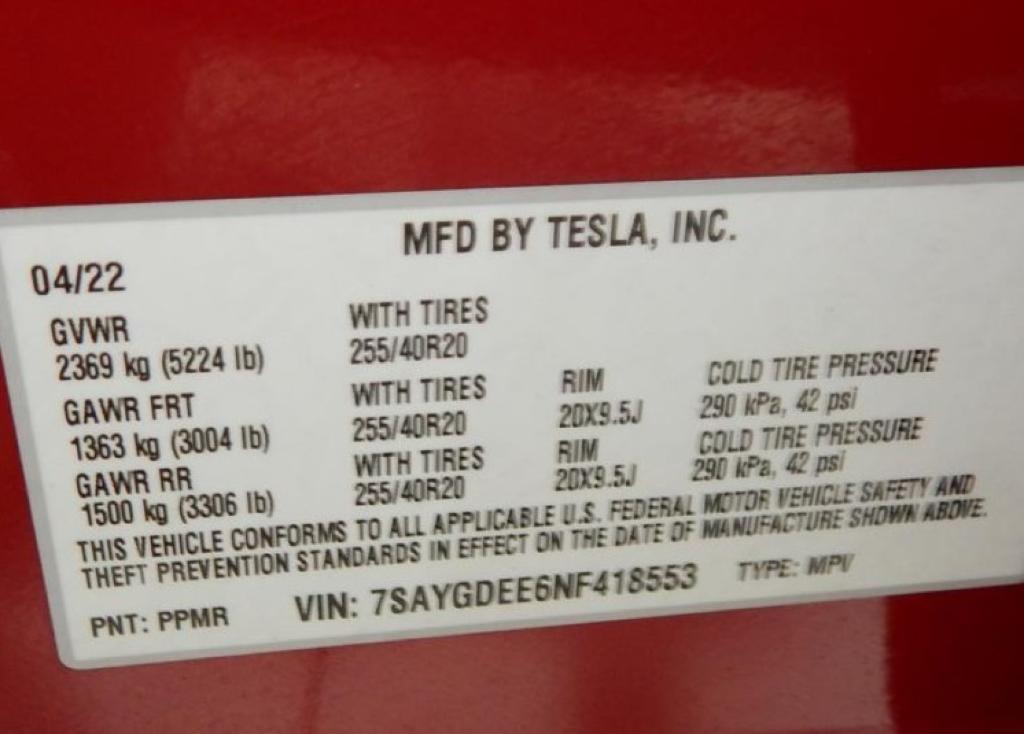 MFD BY TESLA, INC.
04/22
GVWR WITH TIRES
2369 kg (5224 lb) 255/40R20
GAWR FRT WITH TIRES RIM COLD TIRE PRESSURE
1363 kg (3004 lb) 255/40R20 20X9.5J 290 kPa, 42 psi
GAWR RR WITH TIRES RIM COLD TIRE PRESSURE
1500 kg (3306 lb) 255/40R20 20X9.5J 290 kPa, 42 psi
THIS VEHICLE CONFORMS TO ALL APPLICABLE U.S. FEDERAL MOTOR VEHICLE SAFETY AND
THEFT PREVENTION STANDARDS IN EFFECT ON THE DATE OF MANUFACTURE SHOWN ABOVE.
PNT: PPMR VIN: 7SAYGDEE6NF418553 TYPE: MPV